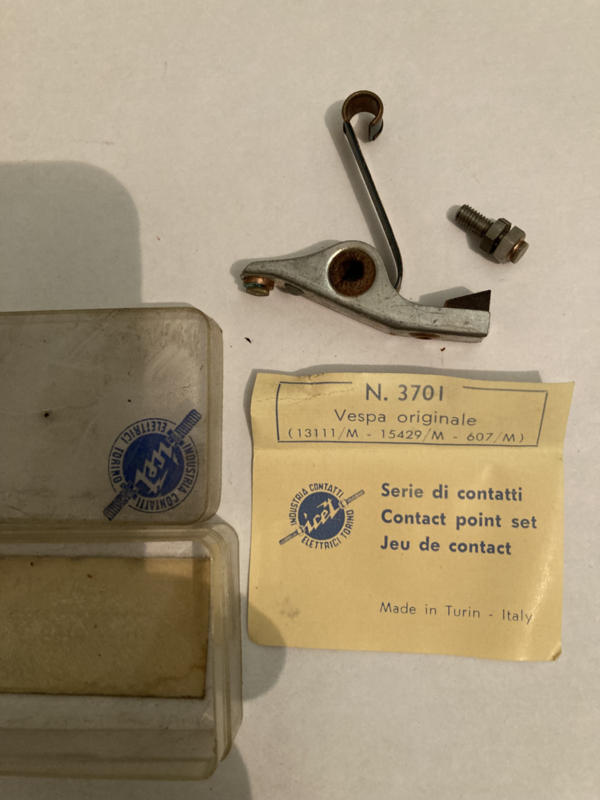 N. 3701
Vespa originale
(13111/M - 15429/M - 607/M)
INDUSTRIA CONTATTI
icet
ELETTRICI TORINO
Serie di contatti
Contact point set
Jeu de contact
Made in Turin - Italy
INDUSTRIA CONTATTI
icet
ELETTRICI TORINO